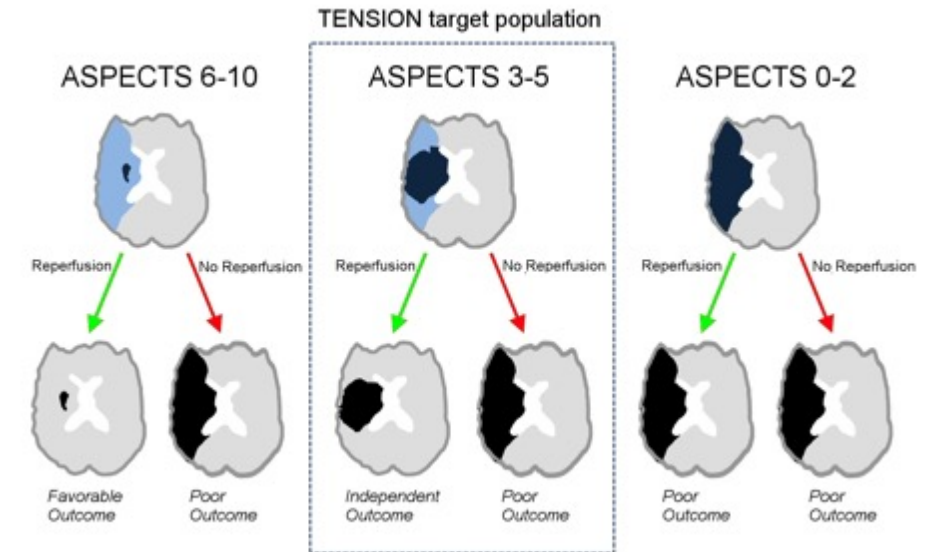 TENSION target population
ASPECTS 6-10
ASPECTS 3-5
ASPECTS 0-2
Reperfusion
No Reperfusion
Reperfusion
No Reperfusion
Reperfusion
No Reperfusion
Favorable
Outcome
Poor
Outcome
Independent
Outcome
Poor
Outcome
Poor
Outcome
Poor
Outcome